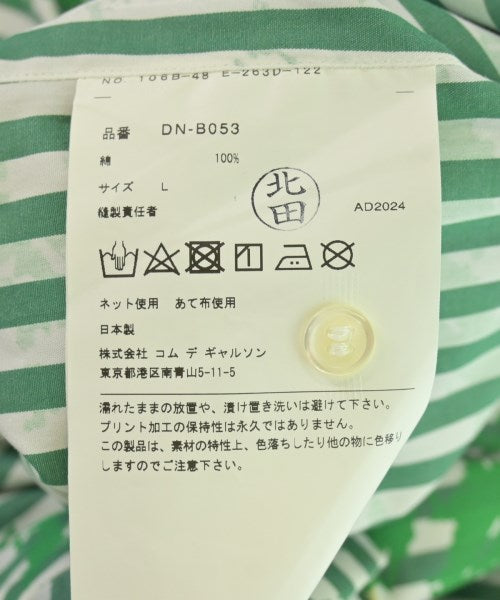 NO. 106B-48 E-263D-122
品番 DN-B053
綿 100%
サイズ L
縫製責任者
北田
AD2024
ネット使用 あて布使用
日本製
株式会社 コム デ ギャルソン
東京都港区南青山5-11-5
濡れたままの放置や、漬け置き洗いは避けて下さい。
プリント加工の保持性は永久ではありません。
この製品は、素材の特性上、色落ちしたり他の物に色移り
しますのでご注意下さい。